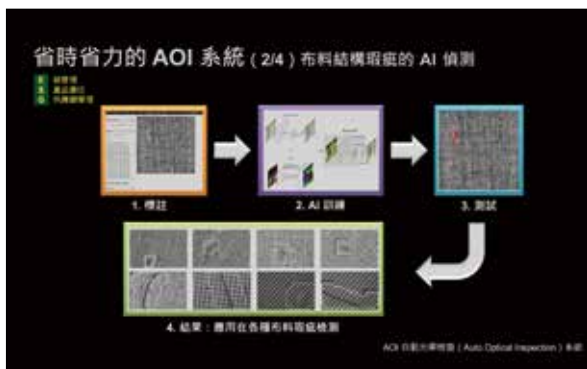 省時省力的 AOI 系統 (2/4) 布料結構瑕疵的 AI 偵測
E
S
G
1. 標註
2. AI 訓練
3. 測試
4. 結果：應用在各種布料瑕疵檢測
AOI 自動光學檢查 (Auto Optical Inspection) 系統